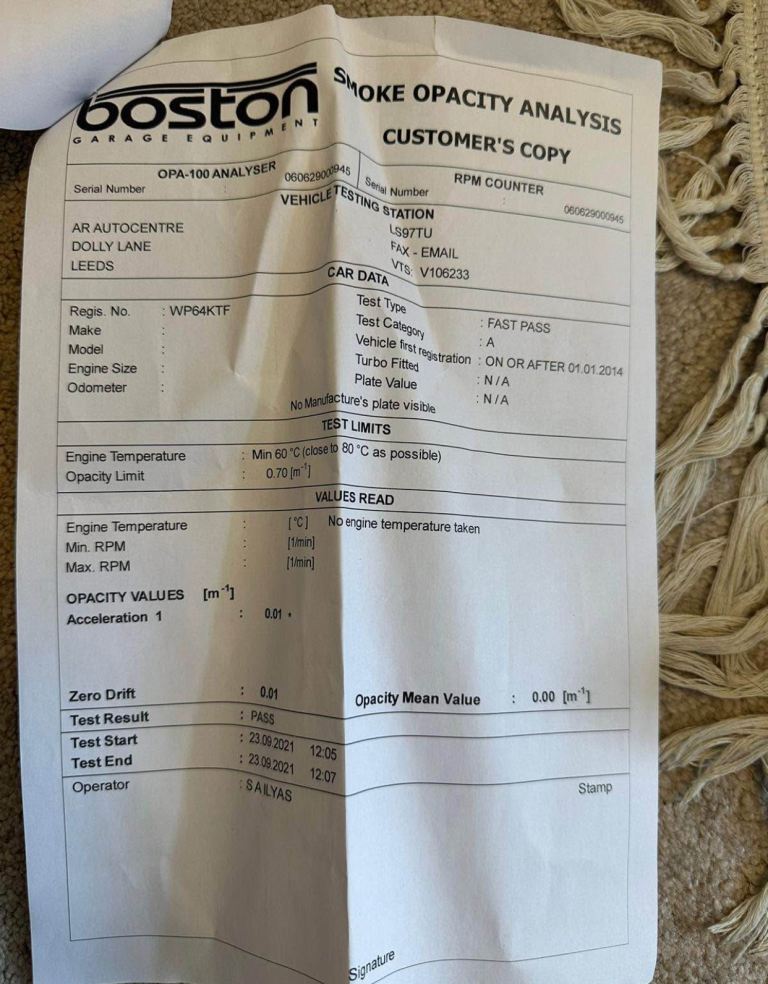 boston
GARAGE EQUIPMENT
SMOKE OPACITY ANALYSIS
CUSTOMER'S COPY
OPA-100 ANALYSER
Serial Number : 060629000945
RPM COUNTER
Serial Number : 060629000945
VEHICLE TESTING STATION
AR AUTOCENTRE
DOLLY LANE
LEEDS
LS97TU
FAX - EMAIL
VTS: V106233
CAR DATA
Regis. No. : WP64KTF
Make :
Model :
Engine Size :
Odometer :
Test Type : FAST PASS
Test Category : A
Vehicle first registration : ON OR AFTER 01.01.2014
Turbo Fitted : N/A
Plate Value : N/A
No Manufacture's plate visible
TEST LIMITS
Engine Temperature : Min 60 °C (close to 80 °C as possible)
Opacity Limit : 0.70 [m-1]
VALUES READ
Engine Temperature : [°C] No engine temperature taken
Min. RPM : [1/min]
Max. RPM : [1/min]
OPACITY VALUES [m-1]
Acceleration 1 : 0.01 *
Zero Drift : 0.01
Opacity Mean Value : 0.00 [m-1]
Test Result : PASS
Test Start : 23.09.2021 12:05
Test End : 23.09.2021 12:07
Operator : S AILYAS
Stamp
Signature